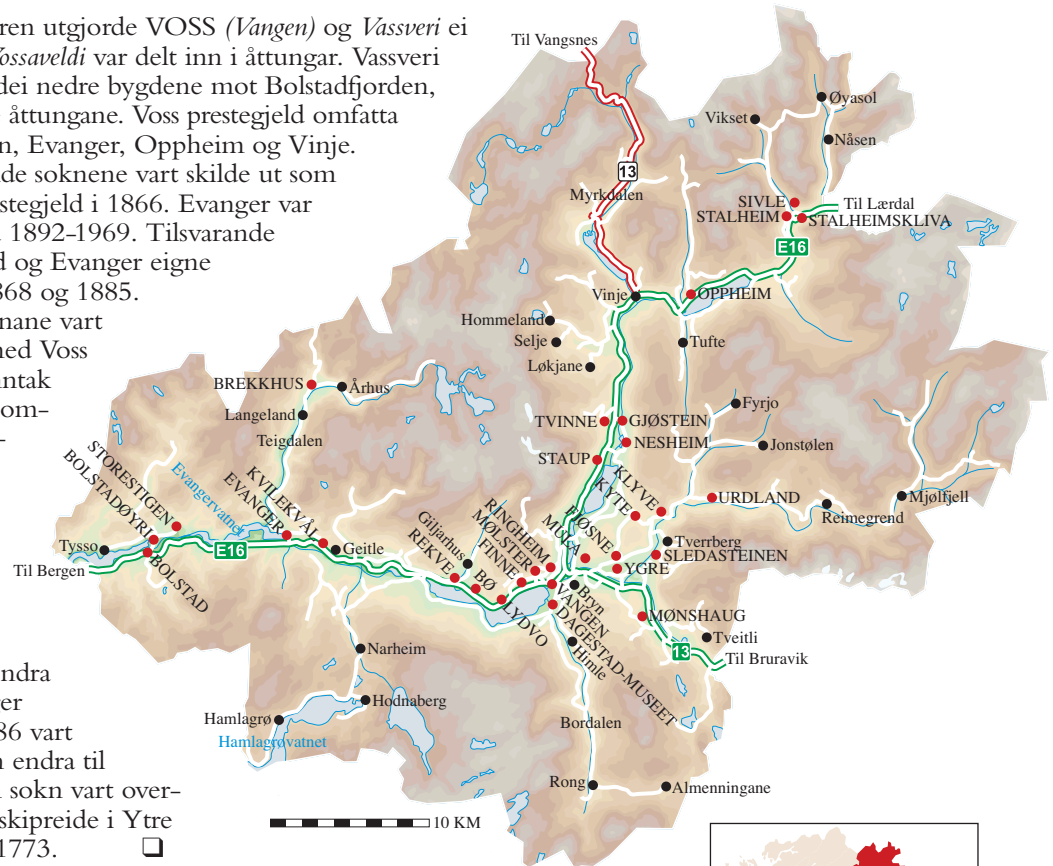 ren utgjorde VOSS (Vangen) og Vassveri ei
Vossaveldi var delt inn i åttungar. Vassveri
dei nedre bygdene mot Bolstadfjorden,
åttungane. Voss prestegjeld omfatta
n, Evanger, Oppheim og Vinje.
de soknene vart skilde ut som
stegjeld i 1866. Evanger var
1892–1969. Tilsvarande
d og Evanger eigne
868 og 1885.
nane vart
ned Voss
ntak
om-
-
endra
er
86 vart
n endra til
sokn vart over-
skipreide i Ytre
1773. ❑
Til Vangsnes
Øyasol
Vikset
Nåsen
13
Myrkdalen
SIVLE
Til Lærdal
STALHEIM
STALHEIMSKLIVA
E16
Vinje
OPPHEIM
Hommeland
Selje
Tufte
Løkjane
BREKKHUS
Århus
Langeland
Teigdalen
Fyrjo
TVINNE
GJØSTEIN
NESHEIM
Jonstølen
STAUP
STORESTIGEN
BOLSTADØYRI
Evangervatnet
KVILEKVÅL
EVANGER
KLYVE
KYTE
URDLAND
Mjølfjell
Reimegrend
RINGHEIM
MØLSTER
FINNE
MUNA
FJØSNE
Giljarhus
REKVE
Tverrberg
SLEDASTEINEN
Tysso
E16
Geitle
YGRE
Til Bergen
BOLSTAD
BØ
LYDVO
Bryn
VANGEN
DAGESTAD-MUSEET
MØNSHAUG
Tveitli
13
Til Bruravik
Himle
Narheim
Hodnaberg
Hamlagrø
Hamlagrøvatnet
Bordalen
Rong
Almenningane
10 KM